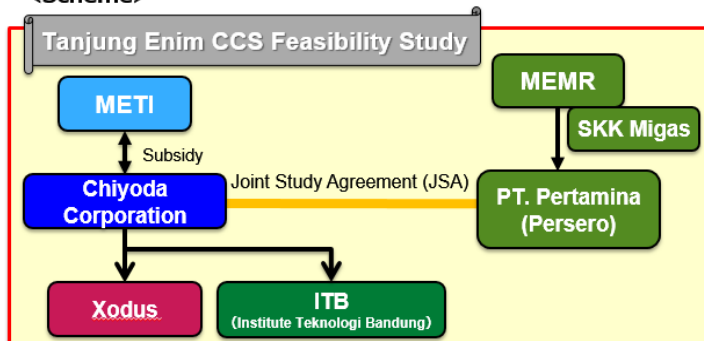 <Scheme>
Tanjung Enim CCS Feasibility Study
METI
MEMR
SKK Migas
Subsidy
Chiyoda
Corporation
Joint Study Agreement (JSA)
PT. Pertamina
(Persero)
Xodus
ITB
(Institute Teknologi Bandung)